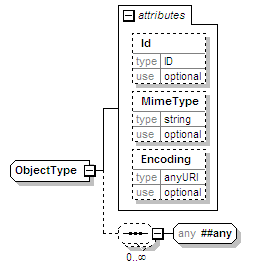 attributes
Id
type ID
use optional
MimeType
type string
use optional
Encoding
type anyURI
use optional
ObjectType
any ##any
0..∞